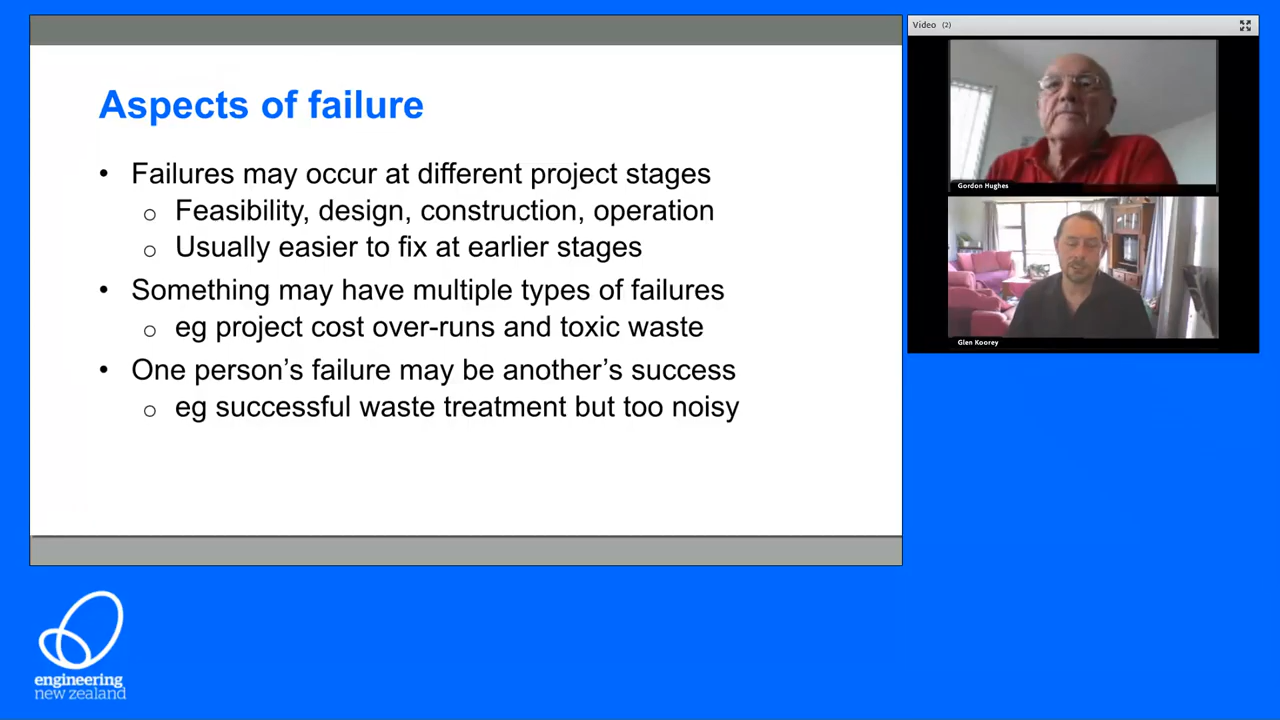 Aspects of failure
• Failures may occur at different project stages
o Feasibility, design, construction, operation
o Usually easier to fix at earlier stages
• Something may have multiple types of failures
o eg project cost over-runs and toxic waste
• One person’s failure may be another’s success
o eg successful waste treatment but too noisy
Video (2)
Gordon Hughes
Glen Koorey
engineering
new zealand